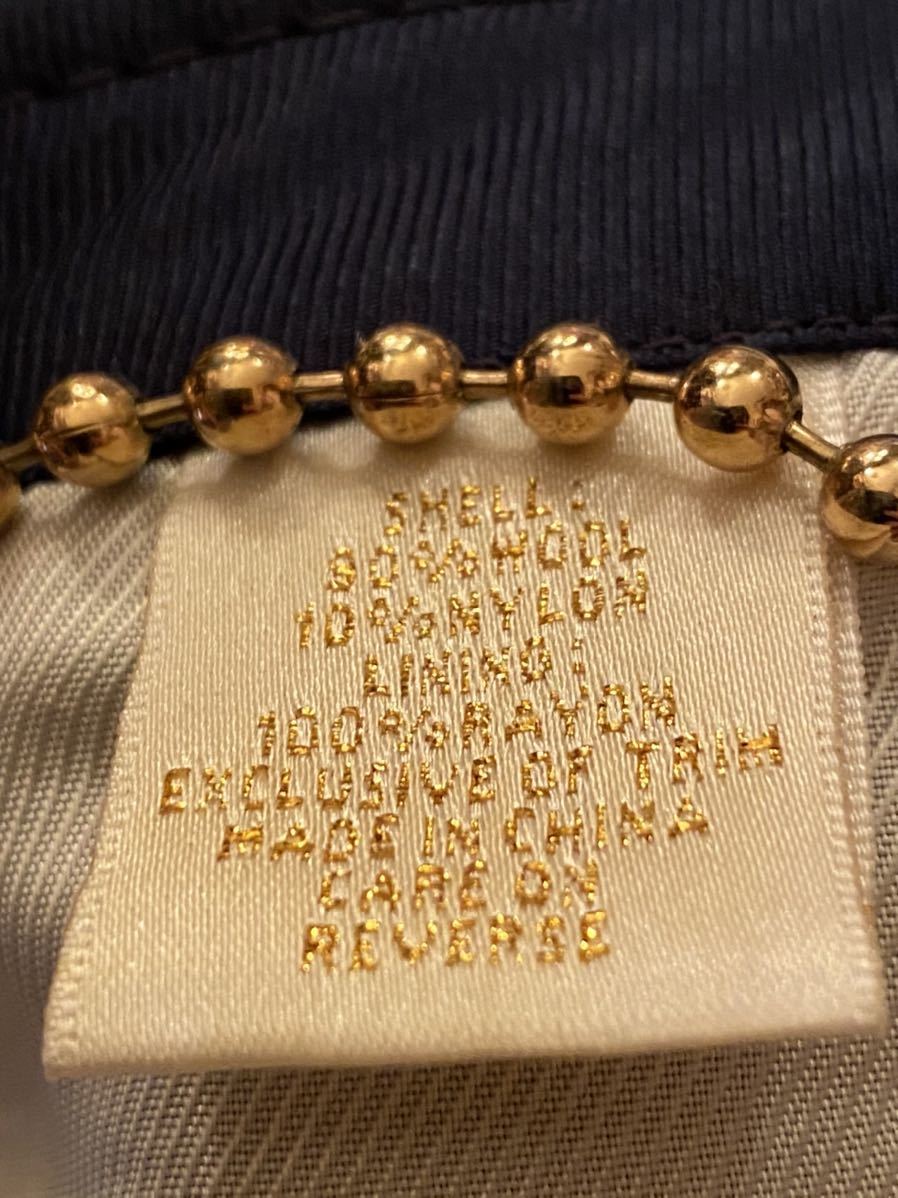 SHELL:
90% WOOL
10% NYLON
LINING:
100% RAYON
EXCLUSIVE OF TRIM
MADE IN CHINA
CARE ON
REVERSE